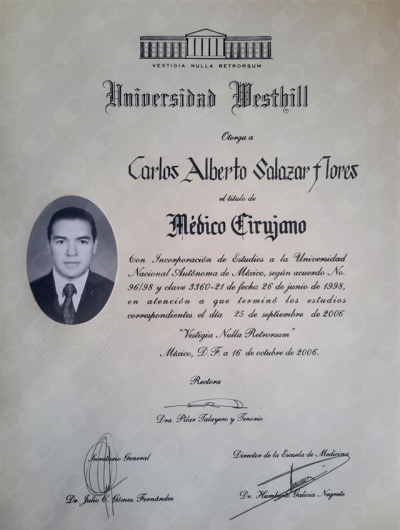 VESTIGIA NULLA RETRORSUM
Universidad Westhill
Otorga a
Carlos Alberto Salazar Flores
el título de
Médico Cirujano
Con Incorporación de Estudios a la Universidad
Nacional Autónoma de México, según acuerdo No.
96/98 y clave 3360-21 de fecha 26 de junio de 1998,
en atención a que terminó los estudios
correspondientes el día 25 de septiembre de 2006
"Vestigia Nulla Retrorsum"
México, D. F. a 16 de octubre de 2006.
Rectora
Dra. Pilar Talayero y Tenorio
Secretario General
Dr. Julio C. Gómez Fernández
Director de la Escuela de Medicina
Dr. Humberto Galicia Negrete